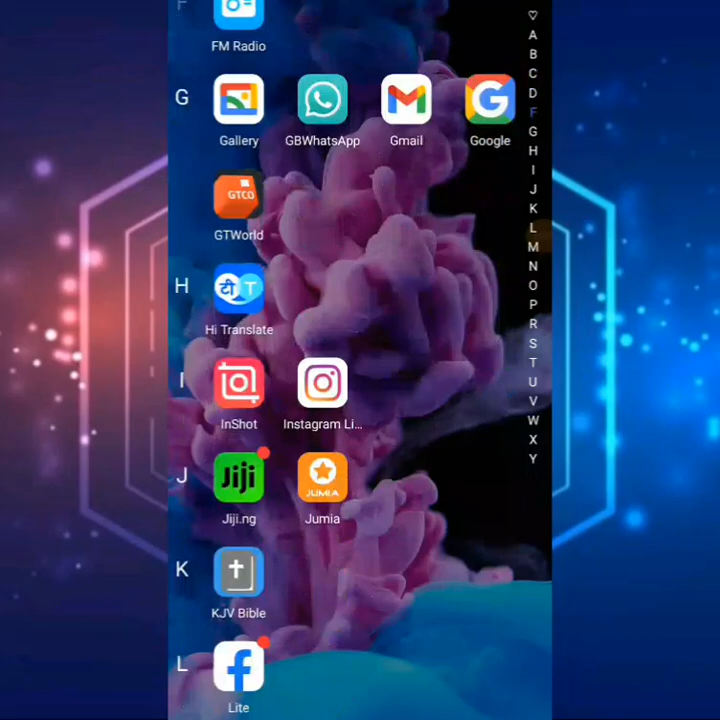 F
FM Radio
G
Gallery GBWhatsApp Gmail Google
GTCO
GTWorld
H
टी T
Hi Translate
I
InShot Instagram Li...
J
Jiji JUMIA
Jiji.ng Jumia
K
KJV Bible
L
Lite
A
B
C
D
F
G
H
I
J
K
L
M
N
O
P
R
S
T
U
V
W
X
Y